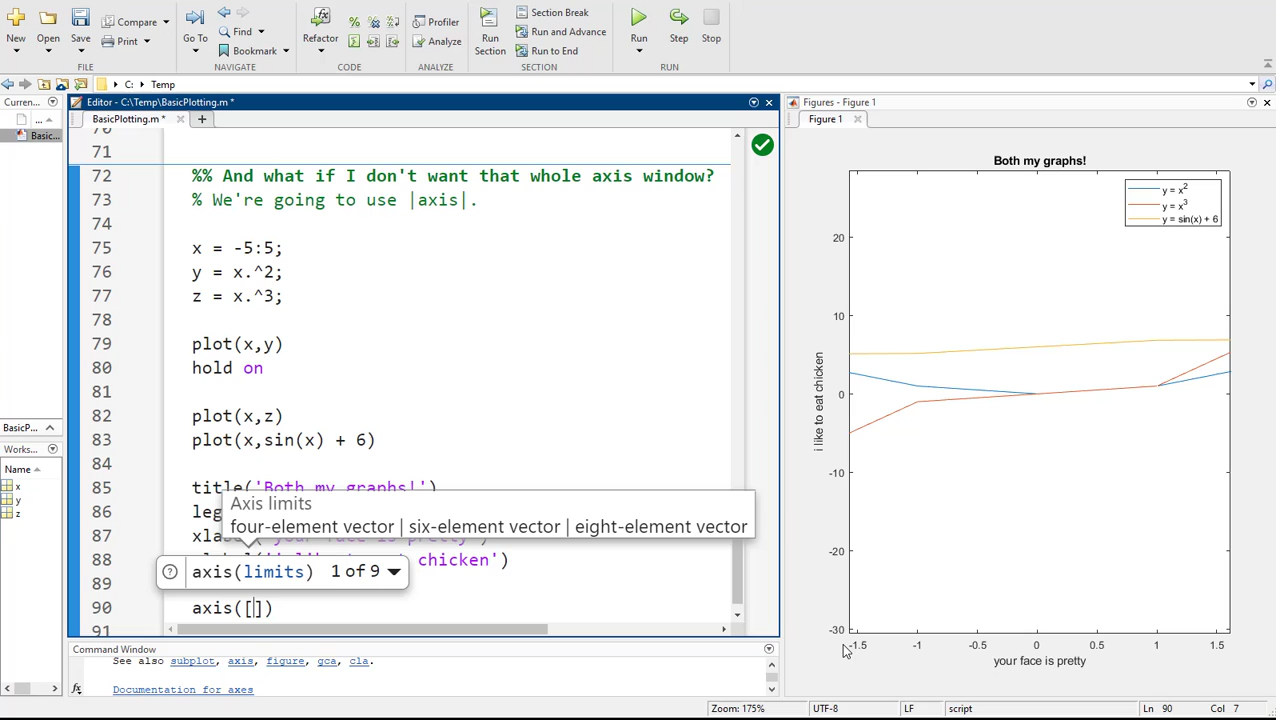 New
Open
Save
Compare
Print
FILE
Go To
Find
Bookmark
NAVIGATE
Refactor
CODE
Profiler
Analyze
ANALYZE
Run Section
Section Break
Run and Advance
Run to End
SECTION
Run
Step
Stop
RUN
C: Temp
Curren...
...
Basic...
BasicP...
Works...
Name
x
y
z
Editor - C:\Temp\BasicPlotting.m *
BasicPlotting.m *
70
71
72 %% And what if I don't want that whole axis window?
73 % We're going to use |axis|.
74
75 x = -5:5;
76 y = x.^2;
77 z = x.^3;
78
79 plot(x,y)
80 hold on
81
82 plot(x,z)
83 plot(x,sin(x) + 6)
84
85 title('Both my graphs!')
Axis limits
four-element vector | six-element vector | eight-element vector
86 leg
87
88 chicken')
axis(limits) 1 of 9
89
90 axis([])
91
Command Window
See also subplot, axis, figure, gca, cla.
fx
Documentation for axes
Figures - Figure 1
Figure 1
Both my graphs!
y = x2
y = x3
y = sin(x) + 6
20
10
0
-10
-20
-30
i like to eat chicken
-1.5 -1 -0.5 0 0.5 1 1.5
your face is pretty
Zoom: 175% UTF-8 LF script Ln 90 Col 7